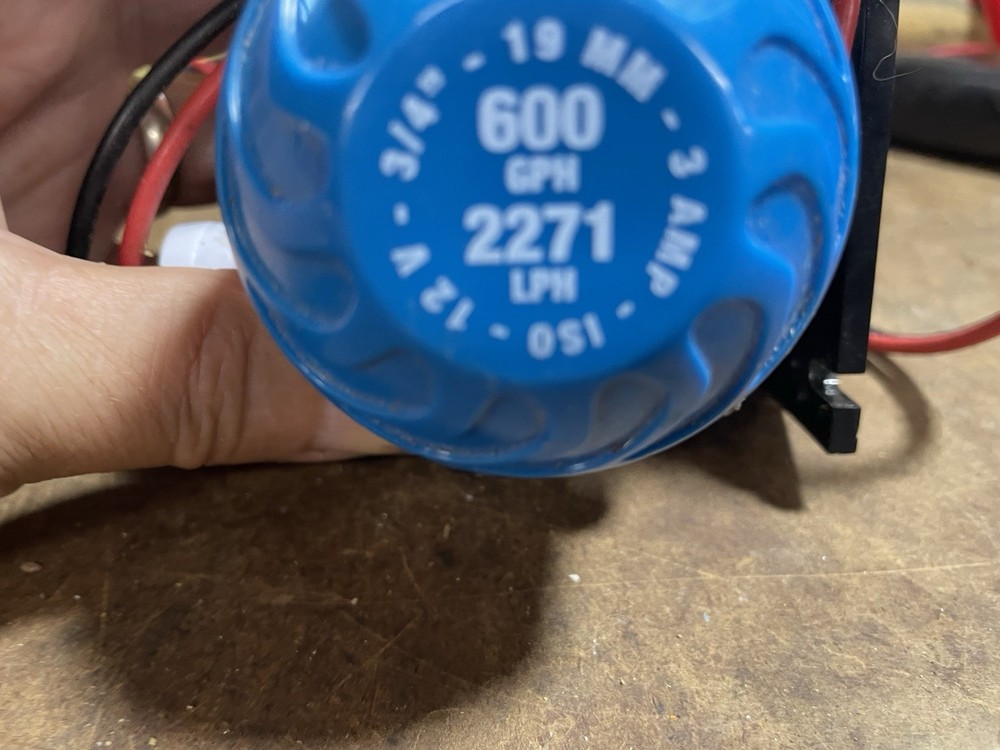 3/4" - 19 MM - 3 AMP - ISO - 12 V -
600
GPH
2271
LPH